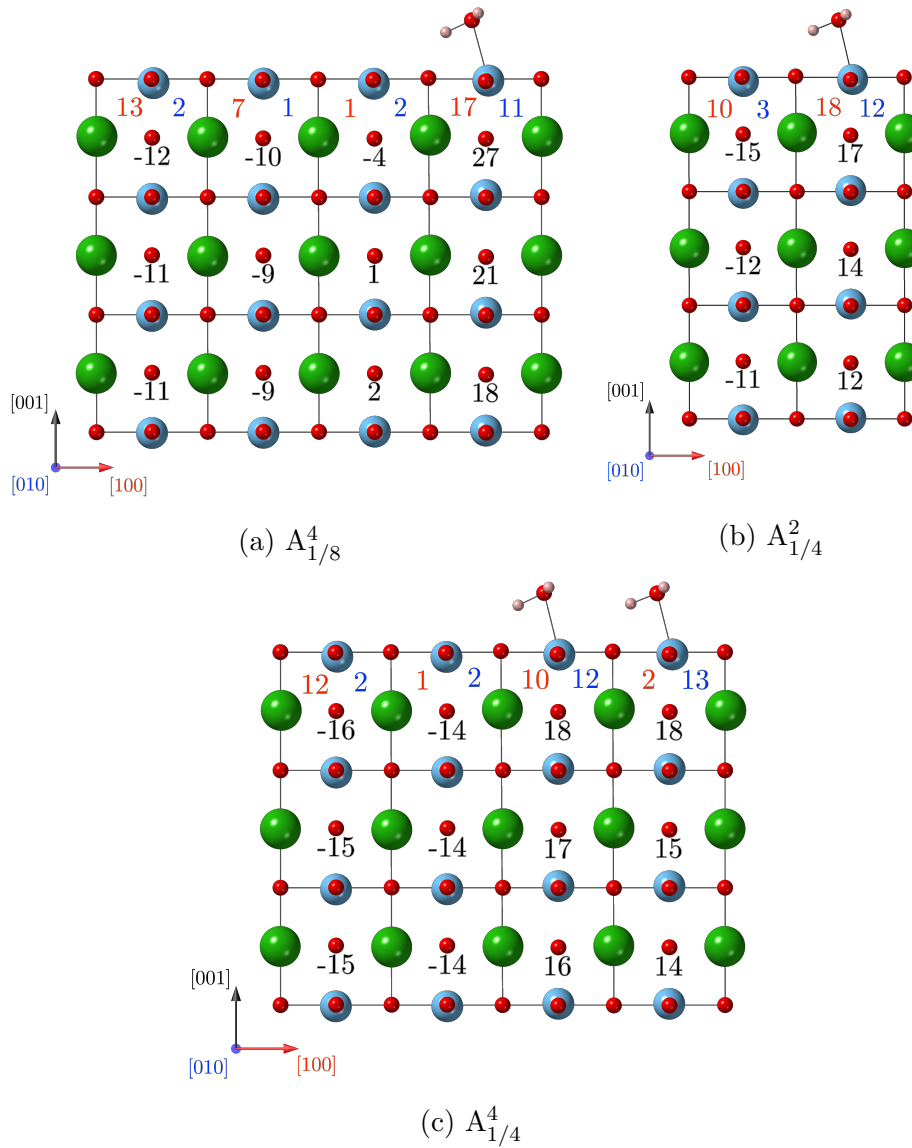 13 2 7 1 1 2 17 11
-12 -10 -4 27
-11 -9 1 21
-11 -9 2 18
[001]
[010] [100]
(a) A^4_{1/8}
10 3 18 12
-15 17
-12 14
-11 12
[001]
[010] [100]
(b) A^2_{1/4}
12 2 1 2 10 12 2 13
-16 -14 18 18
-15 -14 17 15
-15 -14 16 14
[001]
[010] [100]
(c) A^4_{1/4}